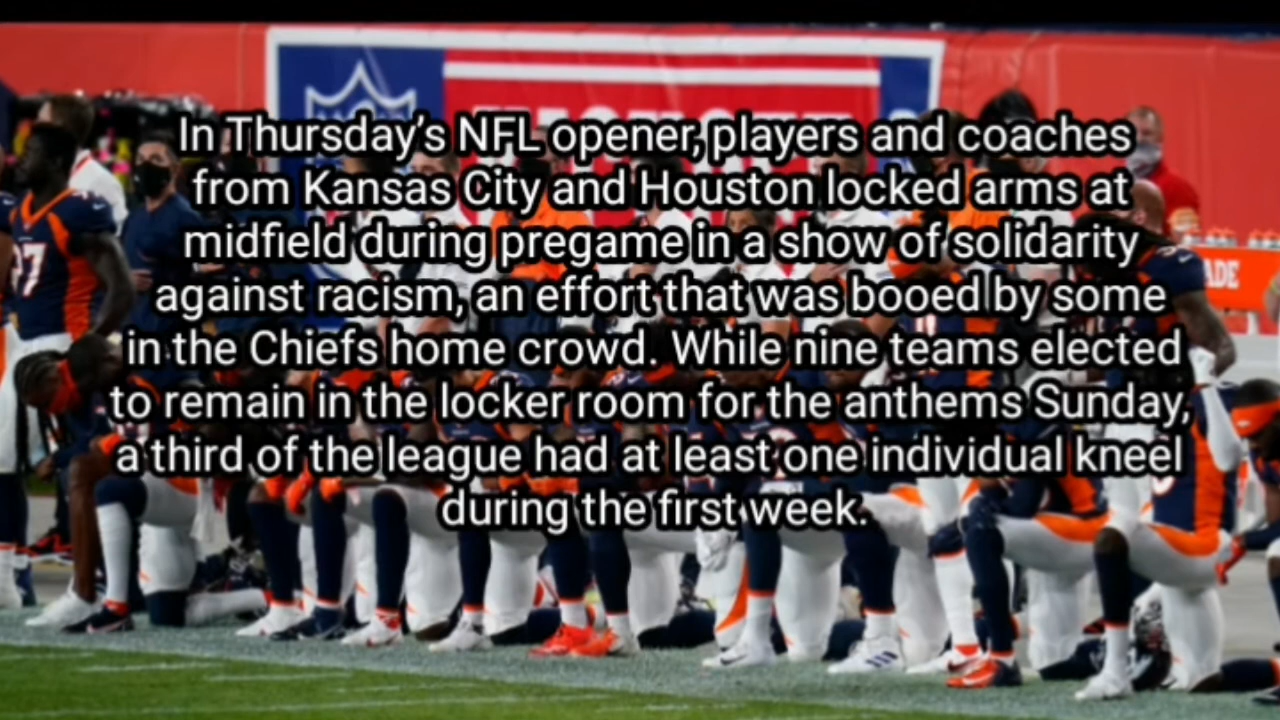 In Thursday's NFL opener, players and coaches
from Kansas City and Houston locked arms at
midfield during pregame in a show of solidarity
against racism, an effort that was booed by some
in the Chiefs home crowd. While nine teams elected
to remain in the locker room for the anthems Sunday,
a third of the league had at least one individual kneel
during the first week.